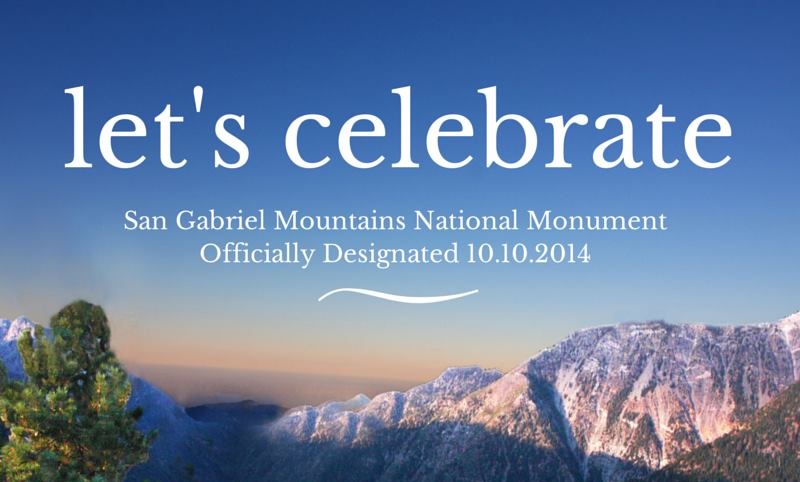 let's celebrate
San Gabriel Mountains National Monument
Officially Designated 10.10.2014